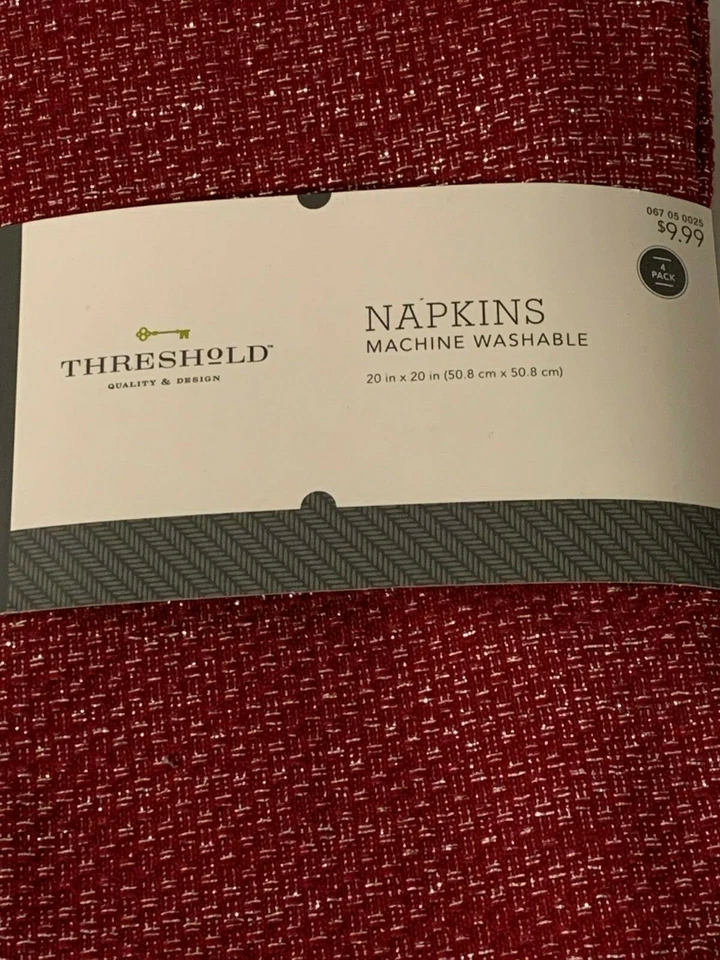 067 05 0025
$9.99
4
PACK
NAPKINS
MACHINE WASHABLE
20 in x 20 in (50.8 cm x 50.8 cm)
THRESHOLD™
QUALITY & DESIGN